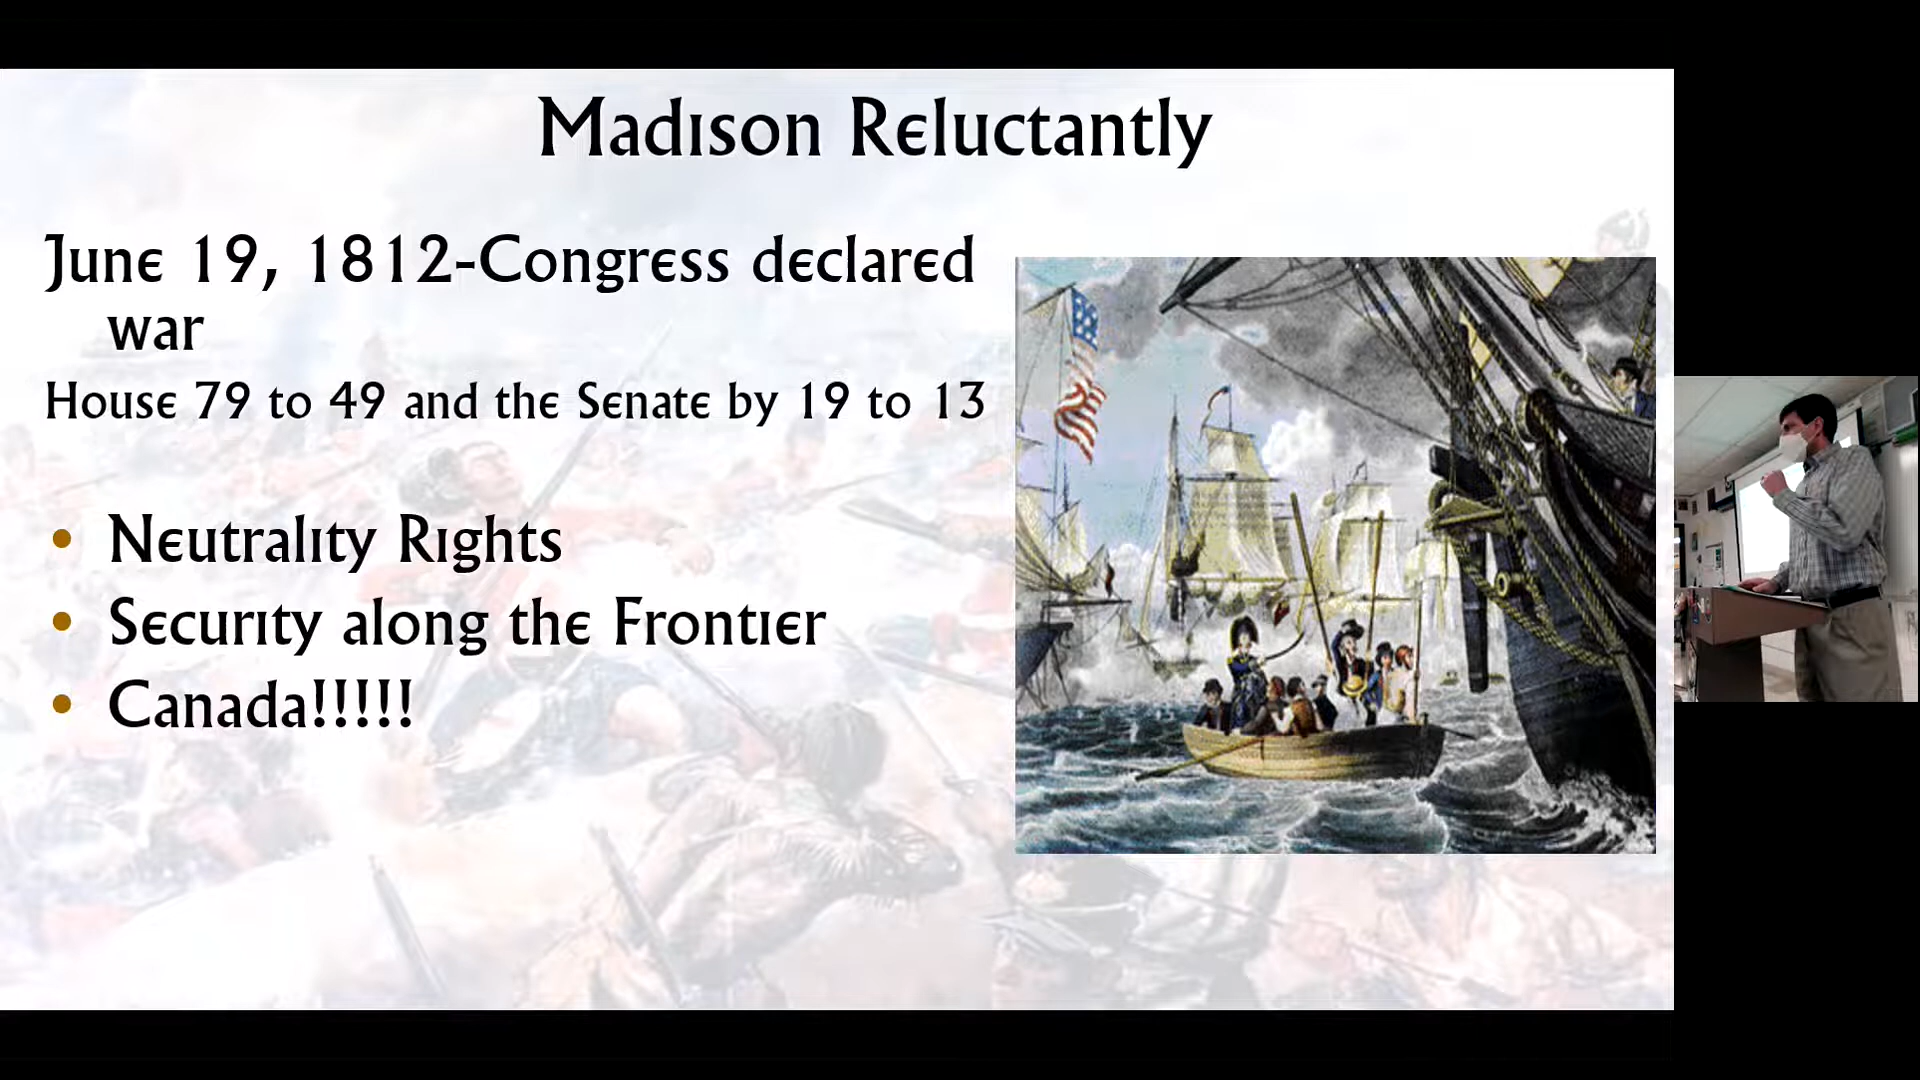 Madison Reluctantly
June 19, 1812-Congress declared
war
House 79 to 49 and the Senate by 19 to 13
• Neutrality Rights
• Security along the Frontier
• Canada!!!!!